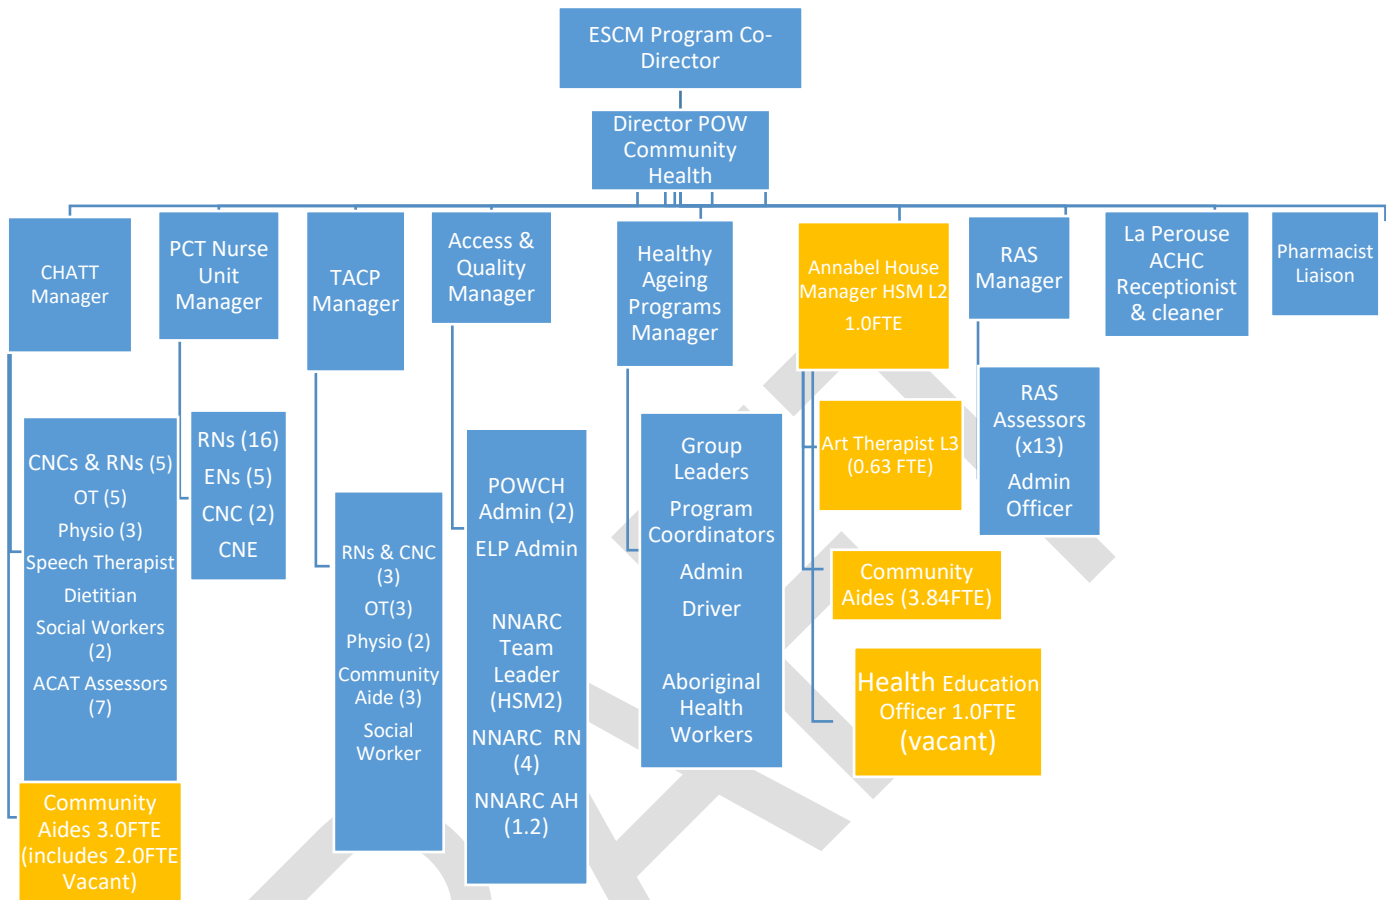 ESCM Program Co-
Director
Director POW
Community
Health
CHATT
Manager
PCT Nurse
Unit
Manager
TACP
Manager
Access &
Quality
Manager
Healthy
Ageing
Programs
Manager
Annabel House
Manager HSM L2
1.0FTE
RAS
Manager
La Perouse
ACHC
Receptionist
& cleaner
Pharmacist
Liaison
CNCs & RNs (5)
OT (5)
Physio (3)
Speech Therapist
Dietitian
Social Workers
(2)
ACAT Assessors
(7)
Community
Aides 3.0FTE
(includes 2.0FTE
Vacant)
RNs (16)
ENs (5)
CNC (2)
CNE
RNs & CNC
(3)
OT(3)
Physio (2)
Community
Aide (3)
Social
Worker
POWCH
Admin (2)
ELP Admin
NNARC
Team
Leader
(HSM2)
NNARC RN
(4)
NNARC AH
(1.2)
Group
Leaders
Program
Coordinators
Admin
Driver
Aboriginal
Health
Workers
Art Therapist L3
(0.63 FTE)
Community
Aides (3.84FTE)
Health Education
Officer 1.0FTE
(vacant)
RAS
Assessors
(x13)
Admin
Officer